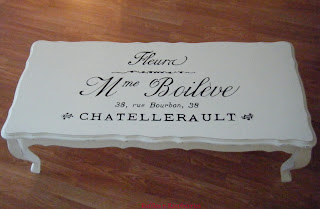 Fleurs
Mme Boilève
38, rue Bourbon, 38
CHATELLERAULT